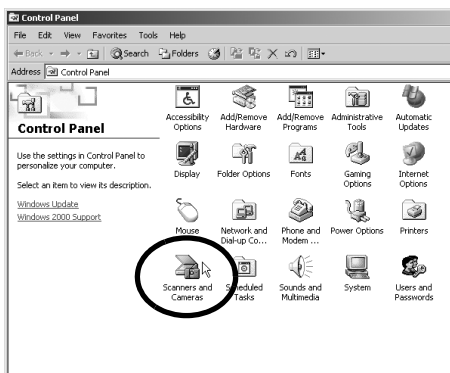 Control Panel
File Edit View Favorites Tools Help
Back Search Folders
Address Control Panel
Control Panel
Use the settings in Control Panel to
personalize your computer.
Select an item to view its description.
Windows Update
Windows 2000 Support
Accessibility Options
Add/Remove Hardware
Add/Remove Programs
Administrative Tools
Automatic Updates
Display
Folder Options
Fonts
Gaming Options
Internet Options
Mouse
Network and Dial-up Co...
Phone and Modem ...
Power Options
Printers
Scanners and Cameras
Scheduled Tasks
Sounds and Multimedia
System
Users and Passwords